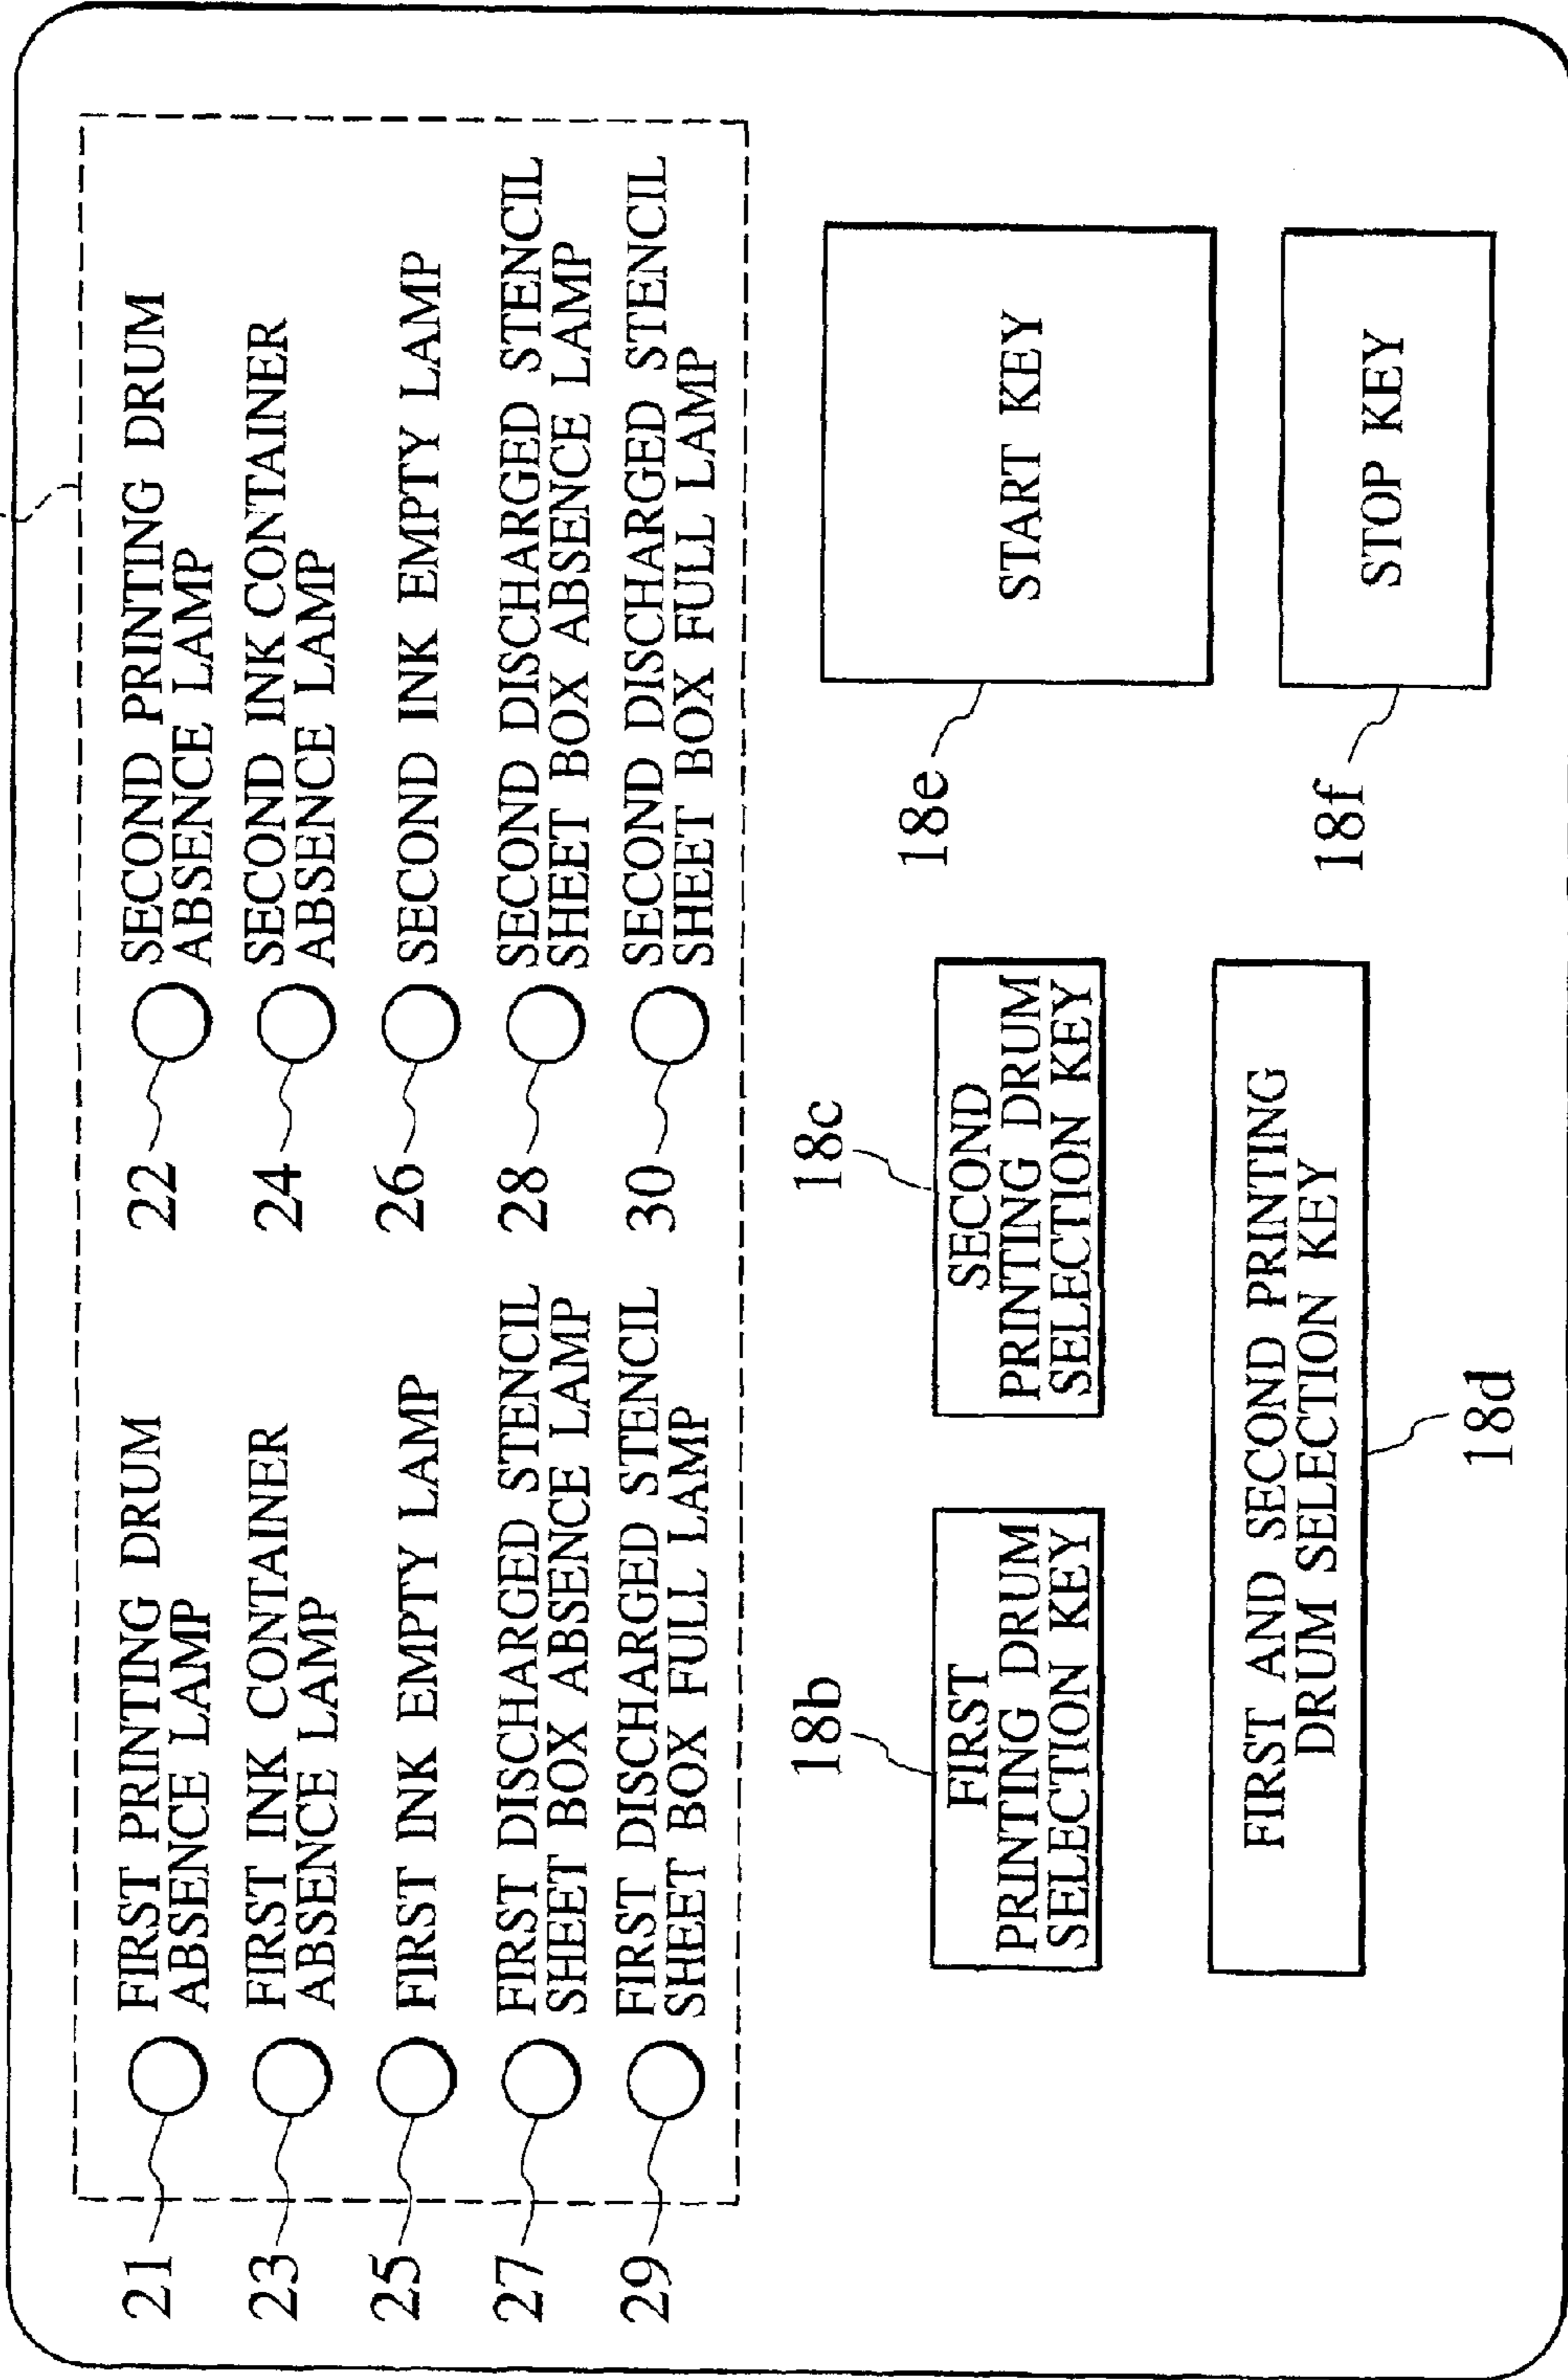 21
FIRST PRINTING DRUM
ABSENCE LAMP
22
SECOND PRINTING DRUM
ABSENCE LAMP
23
FIRST INK CONTAINER
ABSENCE LAMP
24
SECOND INK CONTAINER
ABSENCE LAMP
25
FIRST INK EMPTY LAMP
26
SECOND INK EMPTY LAMP
27
FIRST DISCHARGED STENCIL
SHEET BOX ABSENCE LAMP
28
SECOND DISCHARGED STENCIL
SHEET BOX ABSENCE LAMP
29
FIRST DISCHARGED STENCIL
SHEET BOX FULL LAMP
30
SECOND DISCHARGED STENCIL
SHEET BOX FULL LAMP
18b
FIRST
PRINTING DRUM
SELECTION KEY
18c
SECOND
PRINTING DRUM
SELECTION KEY
18e
START KEY
FIRST AND SECOND PRINTING
DRUM SELECTION KEY
18d
18f
STOP KEY